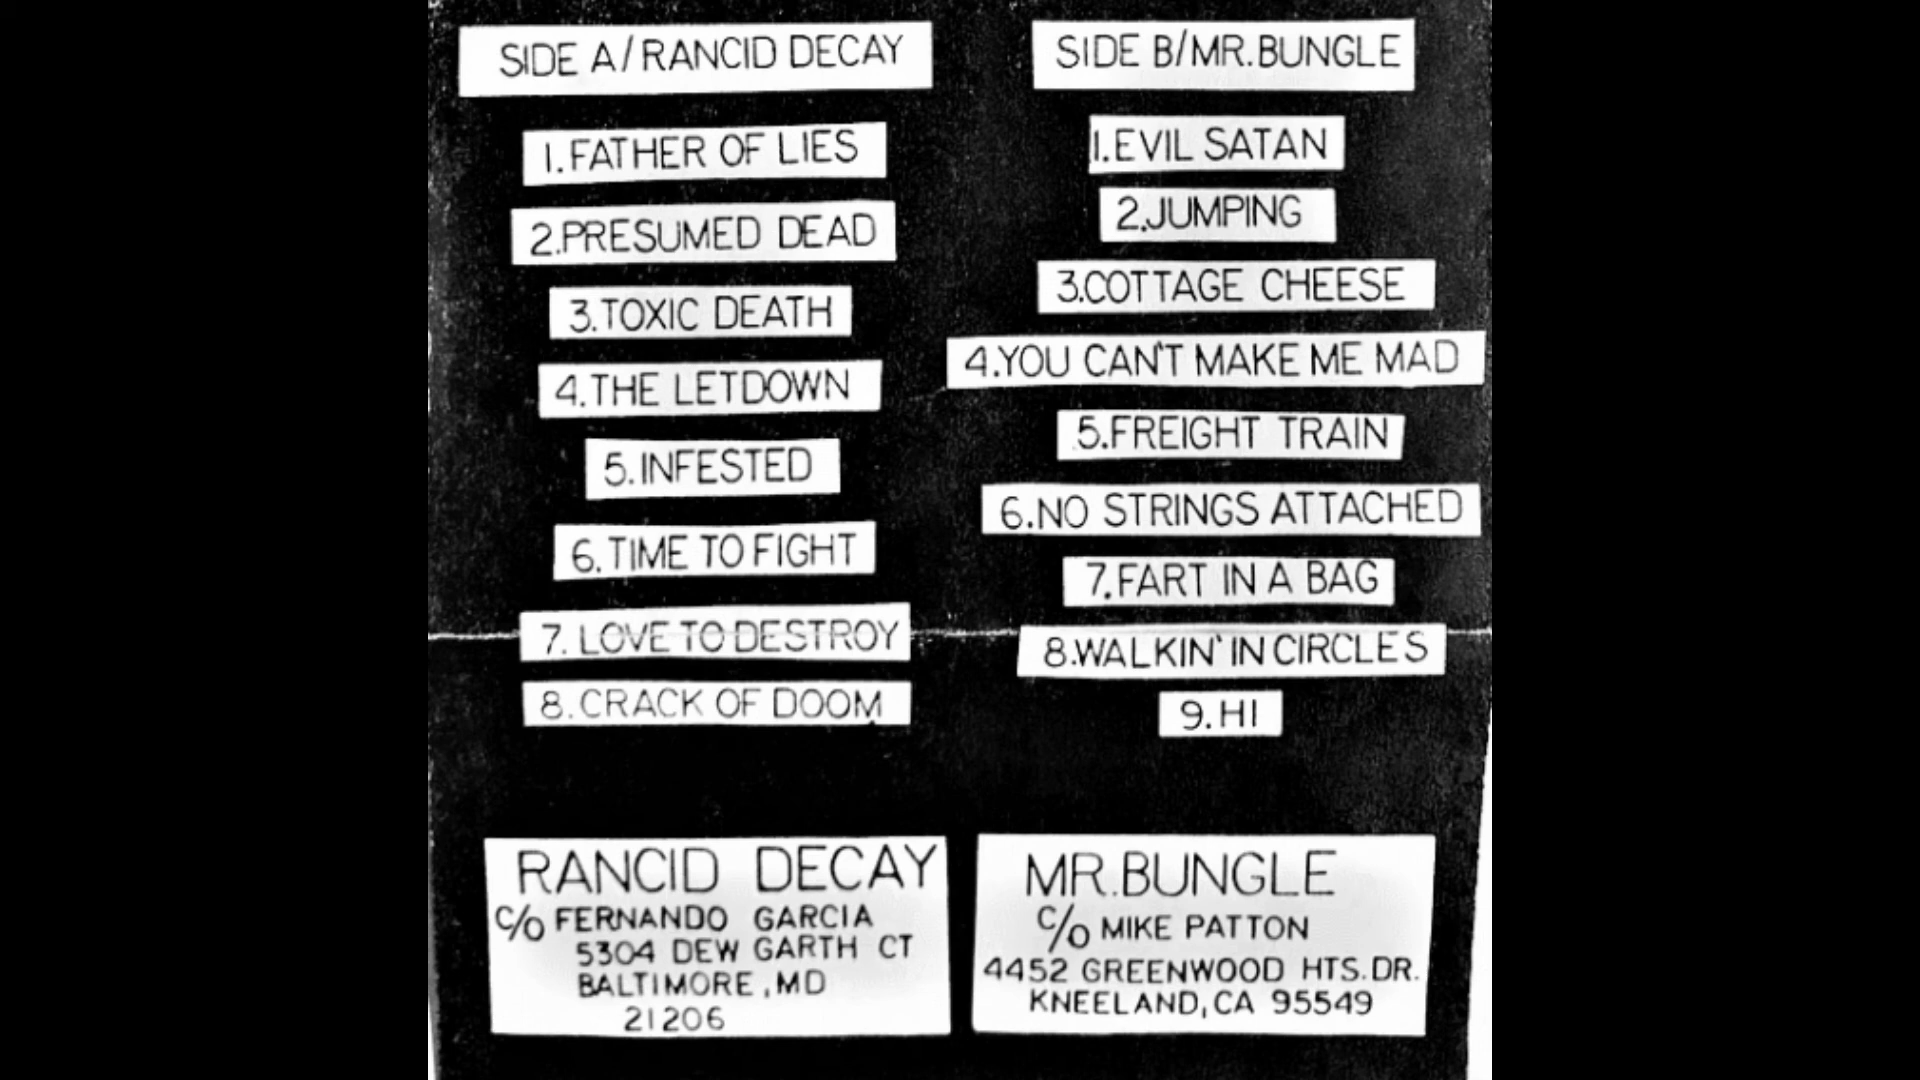 SIDE A/RANCID DECAY
1.FATHER OF LIES
2.PRESUMED DEAD
3.TOXIC DEATH
4.THE LETDOWN
5.INFESTED
6.TIME TO FIGHT
7. LOVE TO DESTROY
8.CRACK OF DOOM
SIDE B/MR.BUNGLE
1.EVIL SATAN
2.JUMPING
3.COTTAGE CHEESE
4.YOU CAN'T MAKE ME MAD
5.FREIGHT TRAIN
6.NO STRINGS ATTACHED
7.FART IN A BAG
8.WALKIN' IN CIRCLES
9.HI
RANCID DECAY
C/O FERNANDO GARCIA
5304 DEW GARTH CT
BALTIMORE, MD
21206
MR.BUNGLE
C/O MIKE PATTON
4452 GREENWOOD HTS. DR.
KNEELAND, CA 95549